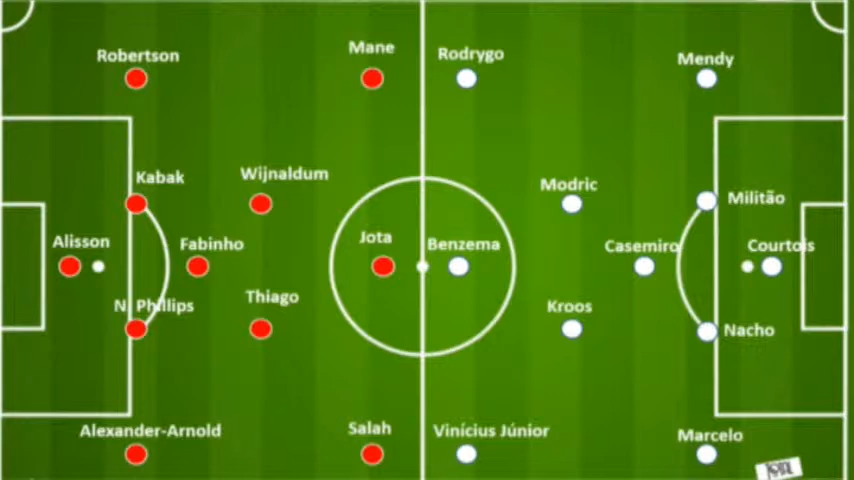 Mane
Rodrygo
Robertson
Mendy
Kabak
Wijnaldum
Modric
Militão
Alisson
Fabinho
Jota
Benzema
Casemiro
Courtois
N. Phillips
Thiago
Kroos
Nacho
Alexander-Arnold
Salah
Vinícius Júnior
Marcelo